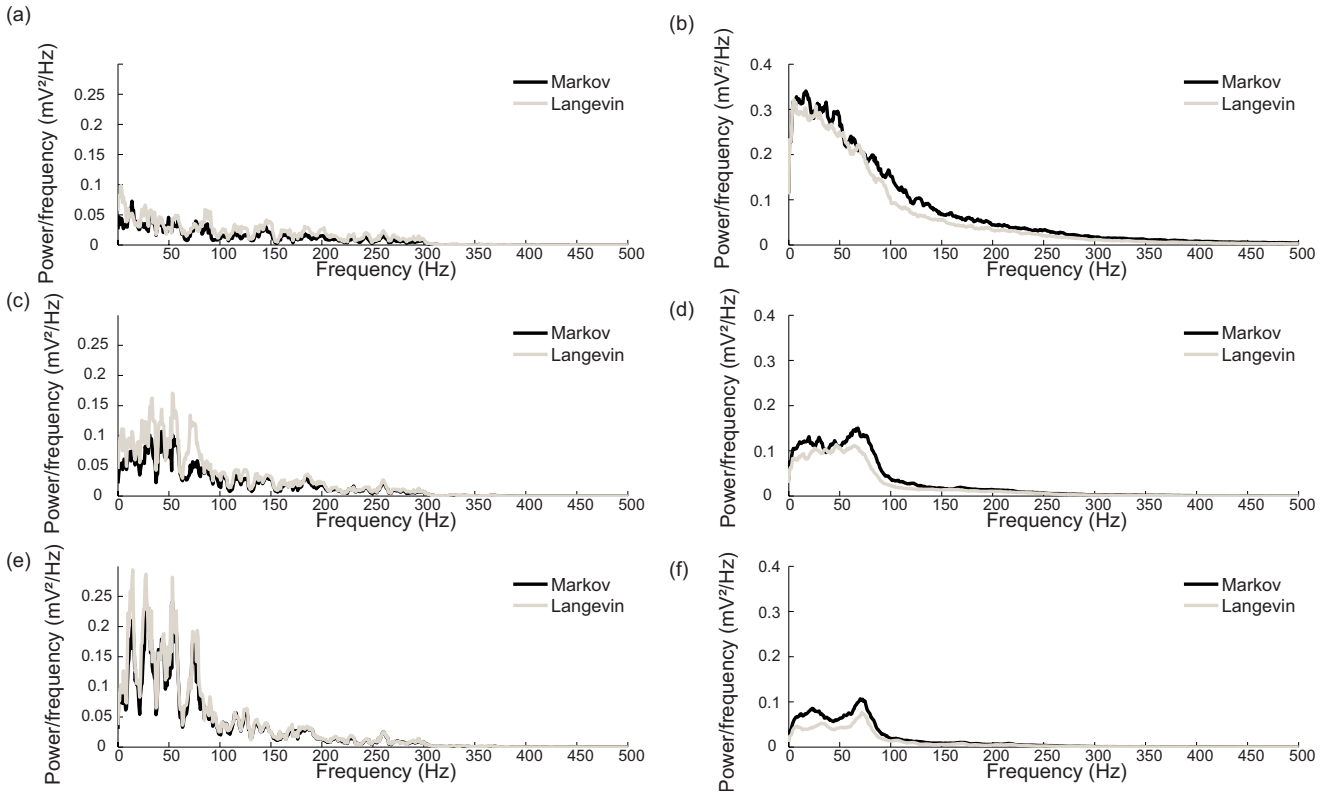 (a)
Power/frequency (mV²/Hz)
0.25
0.2
0.15
0.1
0.05
0
Markov
Langevin
0 50 100 150 200 250 300 350 400 450 500
Frequency (Hz)
(b)
Power/frequency (mV²/Hz)
0.4
0.3
0.2
0.1
0
Markov
Langevin
0 50 100 150 200 250 300 350 400 450 500
Frequency (Hz)
(c)
Power/frequency (mV²/Hz)
0.25
0.2
0.15
0.1
0.05
0
Markov
Langevin
0 50 100 150 200 250 300 350 400 450 500
Frequency (Hz)
(d)
Power/frequency (mV²/Hz)
0.4
0.3
0.2
0.1
0
Markov
Langevin
0 50 100 150 200 250 300 350 400 450 500
Frequency (Hz)
(e)
Power/frequency (mV²/Hz)
0.25
0.2
0.15
0.1
0.05
0
Markov
Langevin
0 50 100 150 200 250 300 350 400 450 500
Frequency (Hz)
(f)
Power/frequency (mV²/Hz)
0.4
0.3
0.2
0.1
0
Markov
Langevin
0 50 100 150 200 250 300 350 400 450 500
Frequency (Hz)